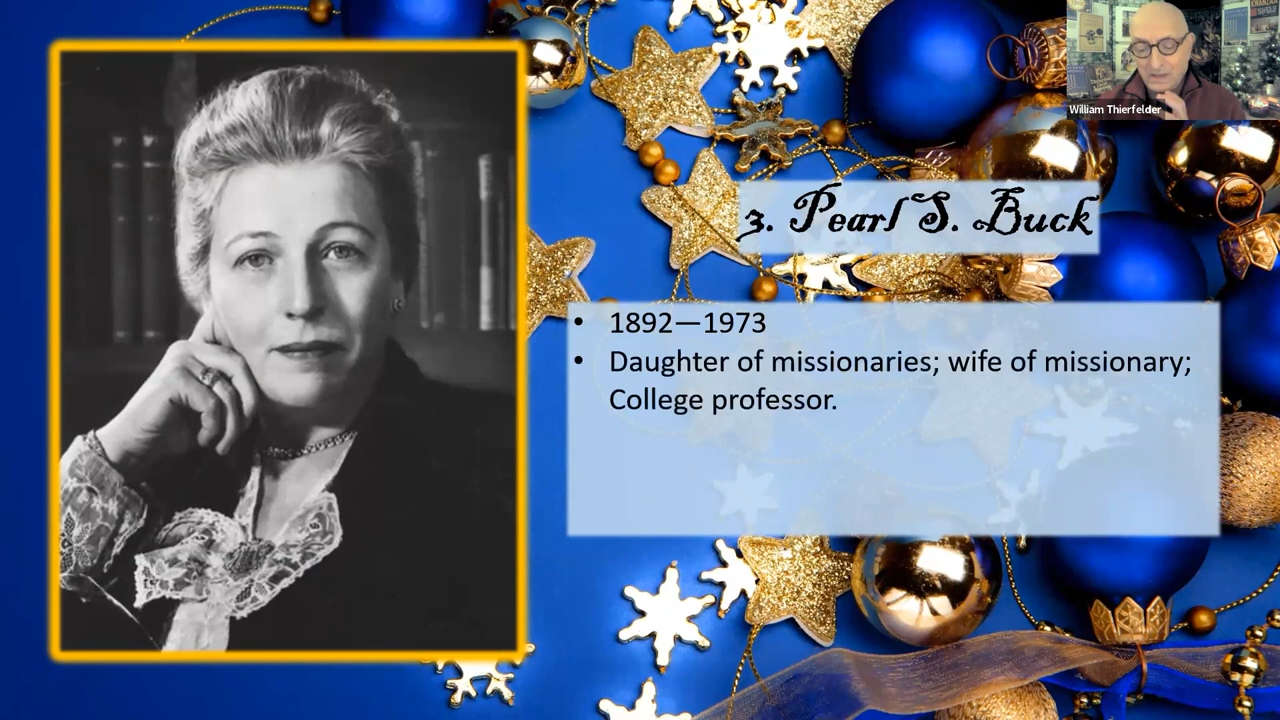 William Thierfelder
3. Pearl S. Buck
• 1892—1973
• Daughter of missionaries; wife of missionary;
College professor.